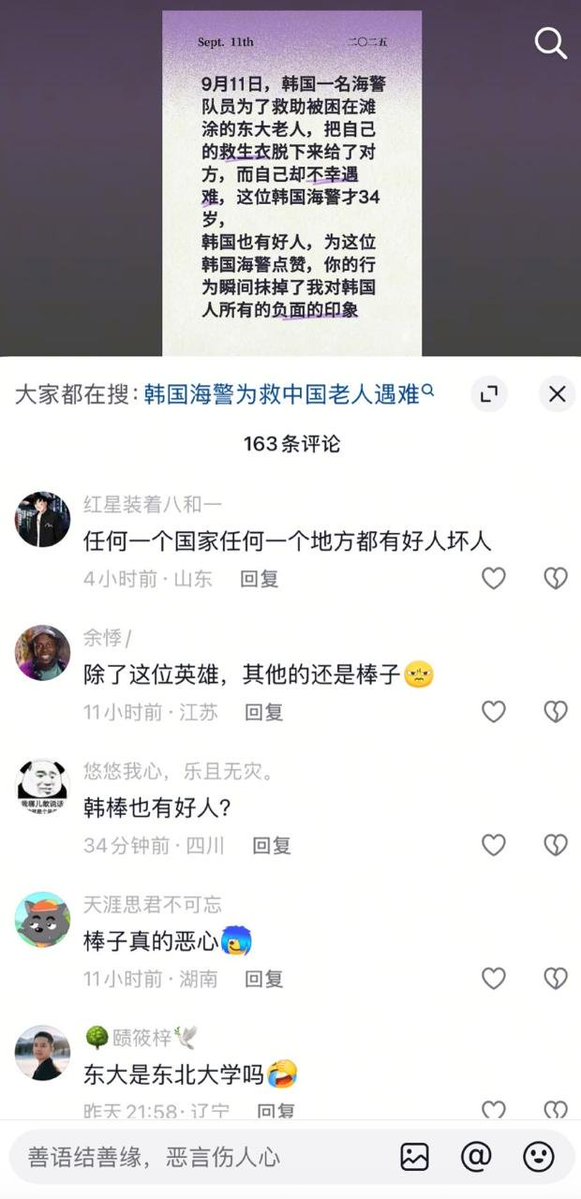 Sept. 11th
二〇二五
9月11日，韩国一名海警
队员为了救助被困在滩
涂的东大老人，把自己
的救生衣脱下来给了对
方，而自己却不幸遇
难，这位韩国海警才34
岁，
韩国也有好人，为这位
韩国海警点赞，你的行
为瞬间抹掉了我对韩国
人所有的负面的印象
大家都在搜：韩国海警为救中国老人遇难
163条评论
红星装着八和一
任何一个国家任何一个地方都有好人坏人
4小时前·山东 回复
余悸/
除了这位英雄，其他的还是棒子
11小时前·江苏 回复
悠悠我心，乐且无灾。
韩棒也有好人？
34分钟前·四川 回复
天涯思君不可忘
棒子真的恶心
11小时前·湖南 回复
🌳赜筱梓🕊
东大是东北大学吗🤣
昨天21:58·辽宁 回复
善语结善缘，恶言伤人心